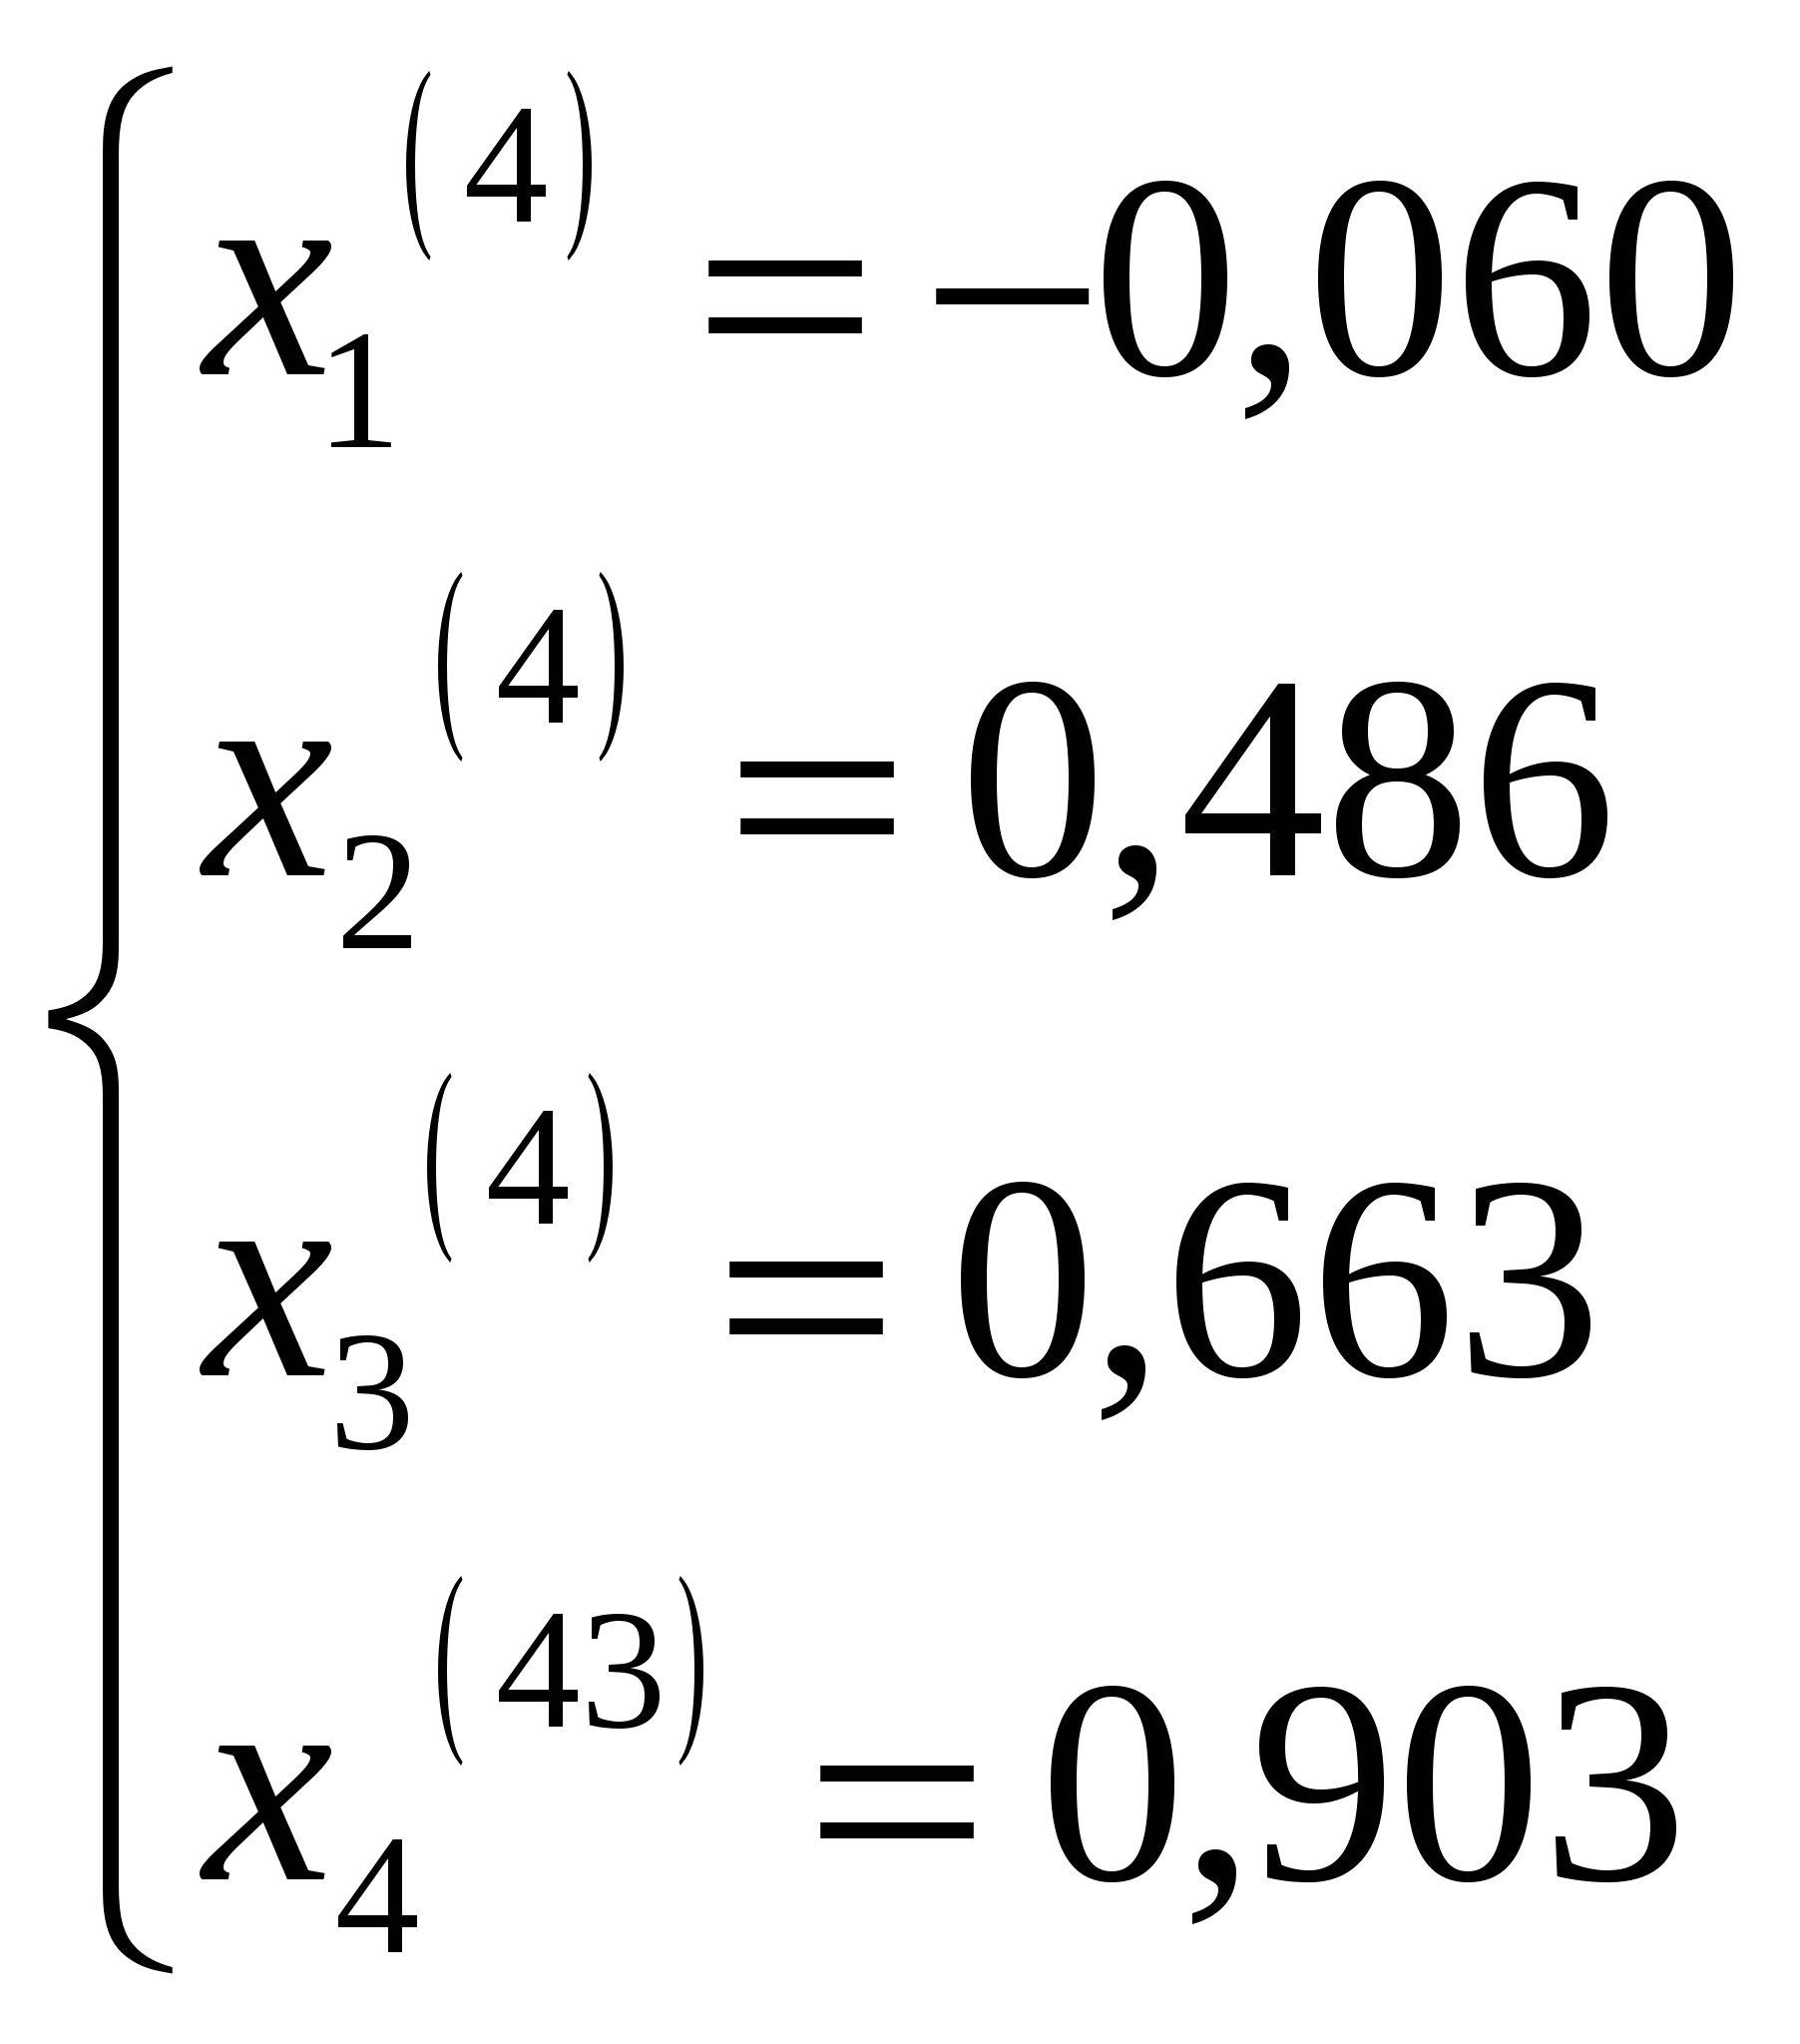 x₁⁽⁴⁾ = −0,060
x₂⁽⁴⁾ = 0,486
x₃⁽⁴⁾ = 0,663
x₄⁽⁴³⁾ = 0,903